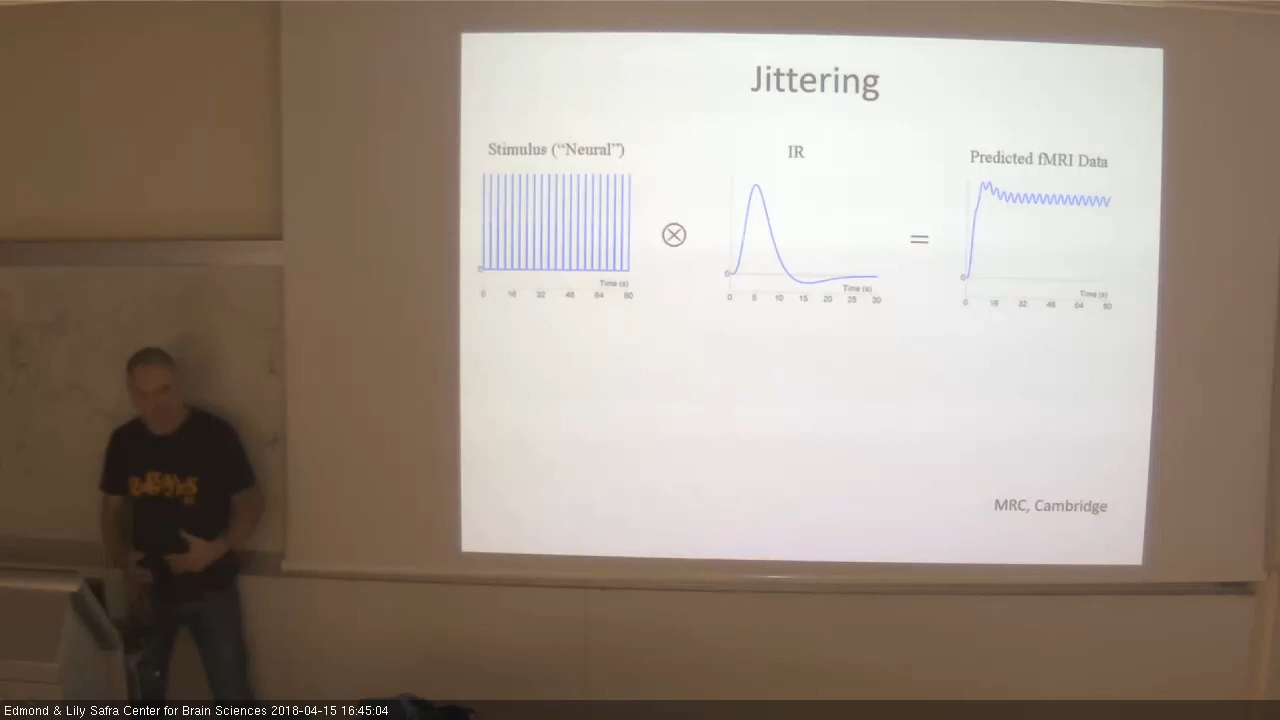 Jittering
Stimulus ("Neural")
IR
Predicted fMRI Data
0
Time (s)
0 16 32 48 64 80
⊗
0
Time (s)
0 5 10 15 20 25 30
=
0
Time (s)
0 16 32 48 64 80
MRC, Cambridge
Edmond & Lily Safra Center for Brain Sciences 2018-04-15 16:45:04